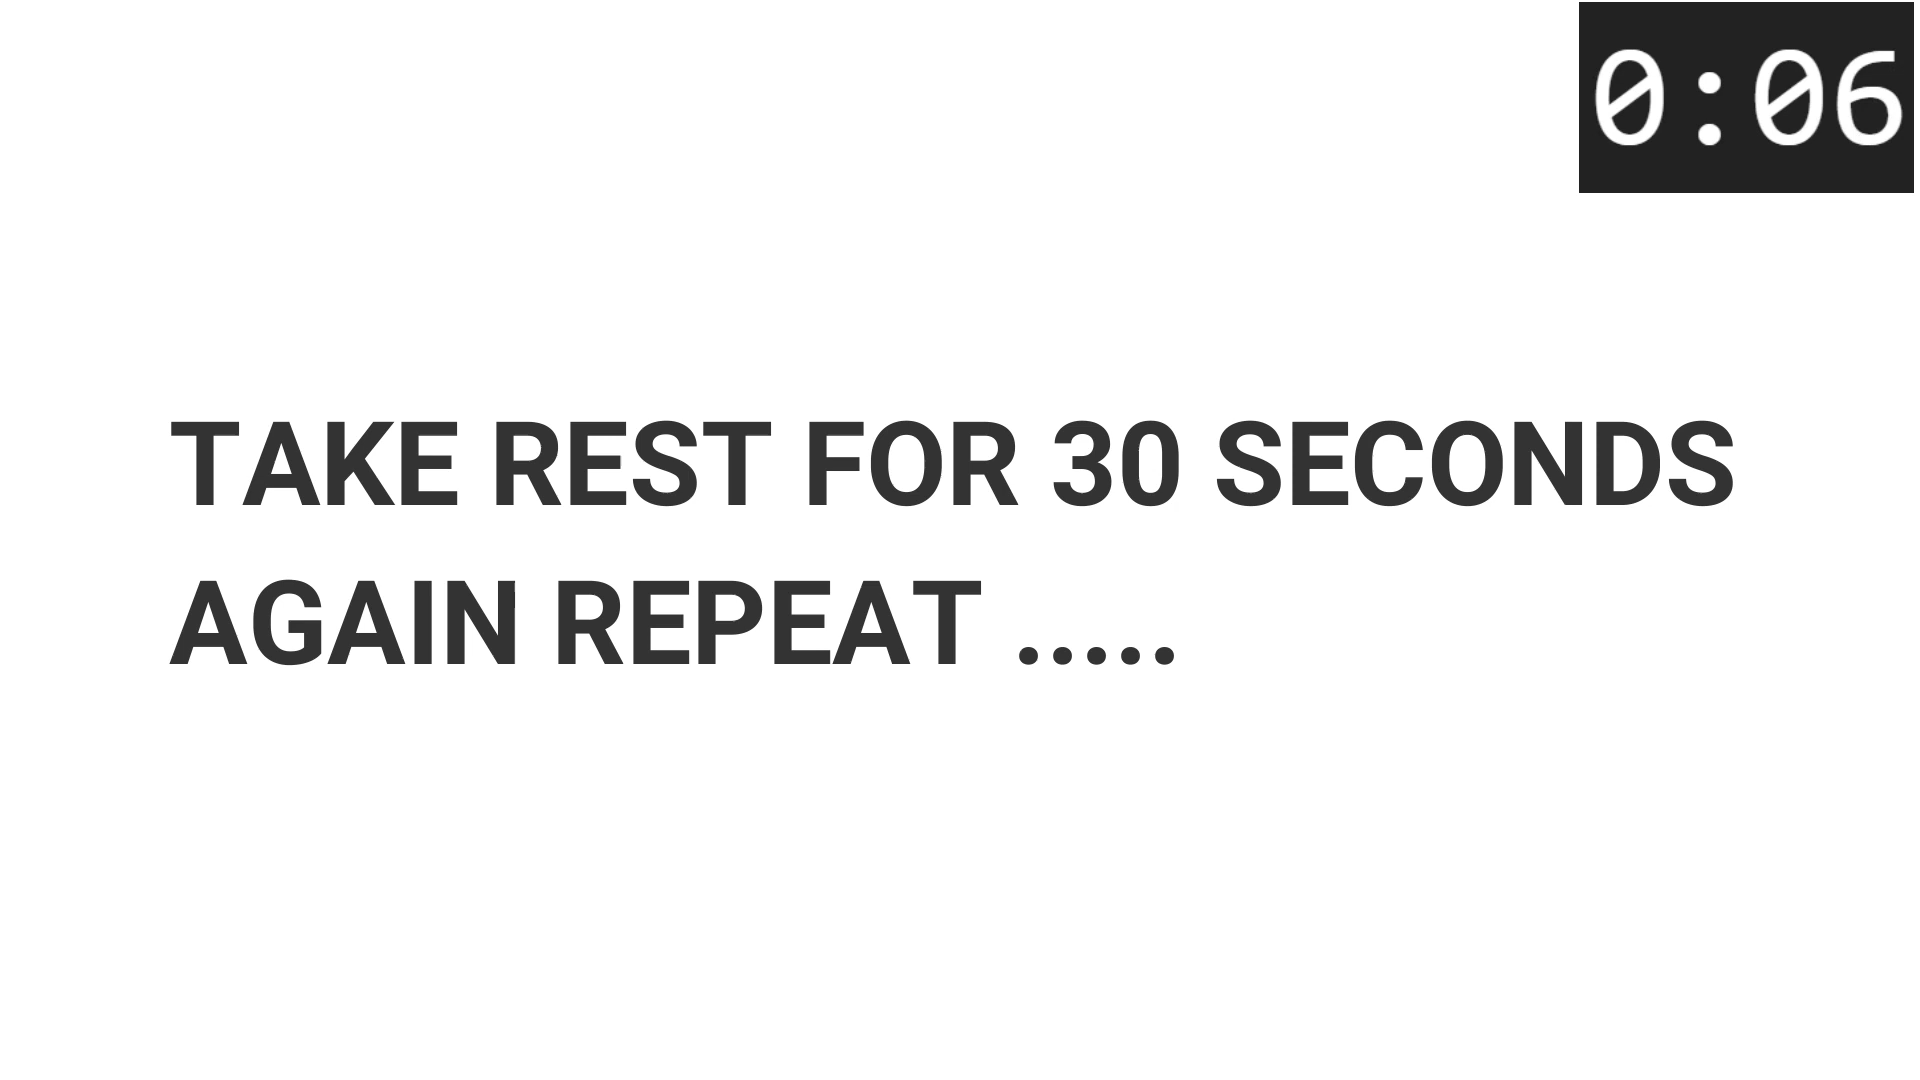 0:06
TAKE REST FOR 30 SECONDS
AGAIN REPEAT .....